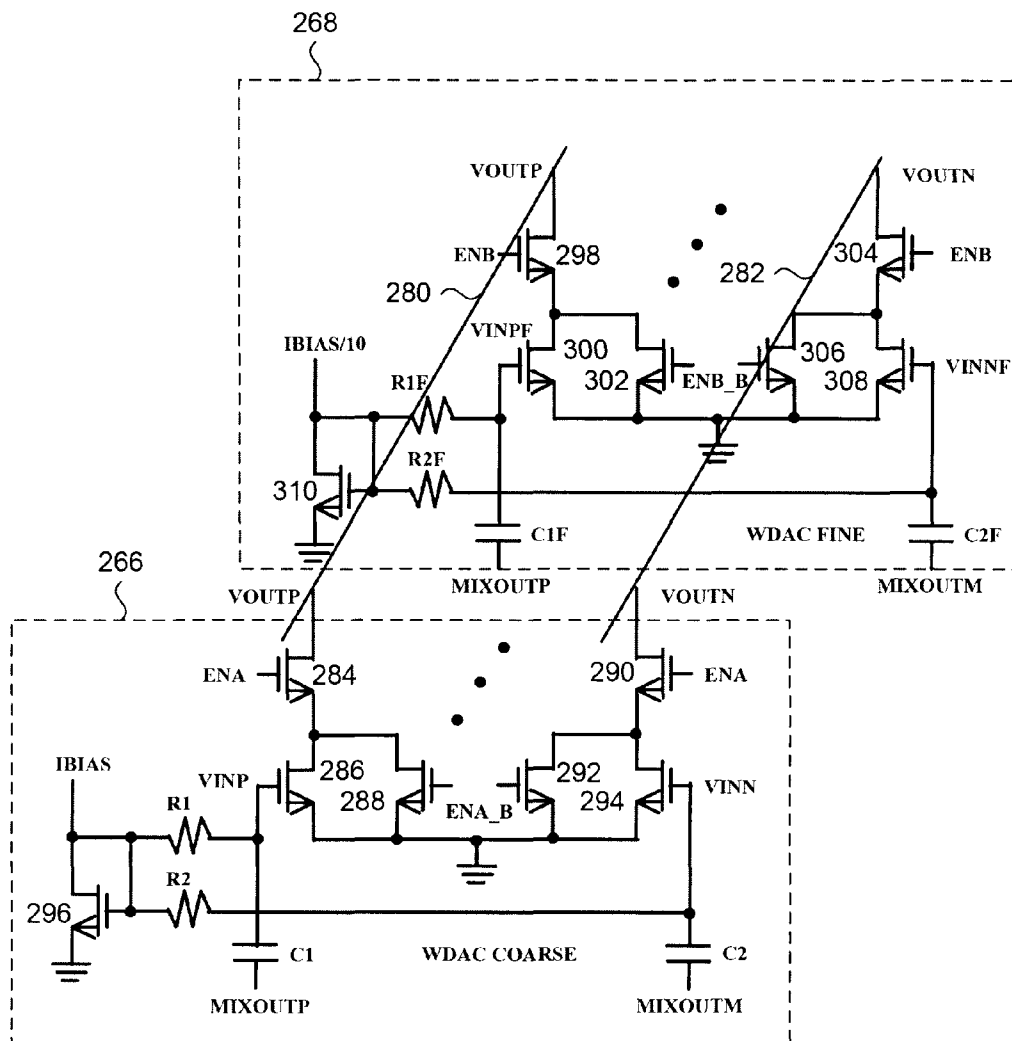 268
VOUTP
VOUTN
ENB
298
304
ENB
280
282
VINPF
300
302
ENB_B
306
308
VINNF
IBIAS/10
R1F
R2F
310
C1F
WDAC FINE
C2F
MIXOUTP
MIXOUTM
266
VOUTP
VOUTN
ENA
284
290
ENA
IBIAS
VINP
286
288
ENA_B
292
294
VINN
R1
R2
296
C1
WDAC COARSE
C2
MIXOUTP
MIXOUTM